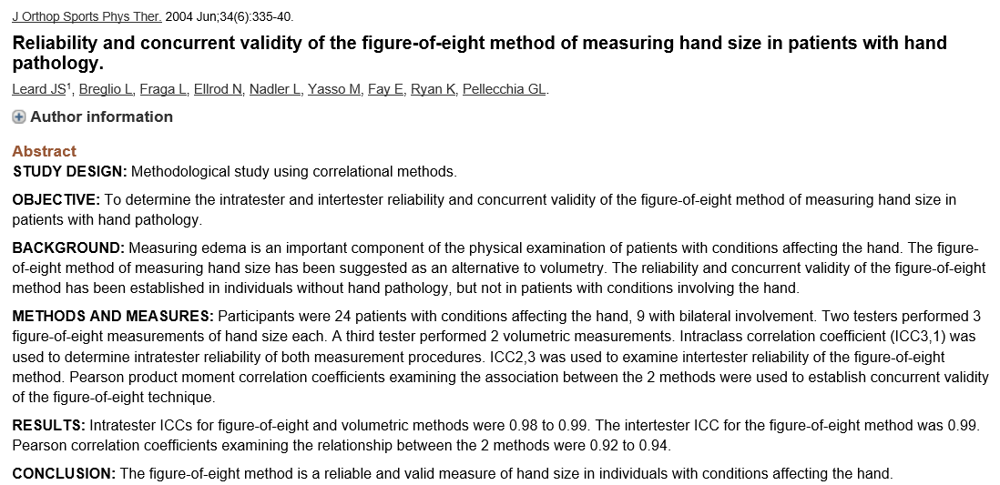 J Orthop Sports Phys Ther. 2004 Jun;34(6):335-40.
Reliability and concurrent validity of the figure-of-eight method of measuring hand size in patients with hand
pathology.
Leard JS1, Breglio L, Fraga L, Ellrod N, Nadler L, Yasso M, Fay E, Ryan K, Pellecchia GL.
Author information
Abstract
STUDY DESIGN: Methodological study using correlational methods.
OBJECTIVE: To determine the intratester and intertester reliability and concurrent validity of the figure-of-eight method of measuring hand size in
patients with hand pathology.
BACKGROUND: Measuring edema is an important component of the physical examination of patients with conditions affecting the hand. The figure-
of-eight method of measuring hand size has been suggested as an alternative to volumetry. The reliability and concurrent validity of the figure-of-eight
method has been established in individuals without hand pathology, but not in patients with conditions involving the hand.
METHODS AND MEASURES: Participants were 24 patients with conditions affecting the hand, 9 with bilateral involvement. Two testers performed 3
figure-of-eight measurements of hand size each. A third tester performed 2 volumetric measurements. Intraclass correlation coefficient (ICC3,1) was
used to determine intratester reliability of both measurement procedures. ICC2,3 was used to examine intertester reliability of the figure-of-eight
method. Pearson product moment correlation coefficients examining the association between the 2 methods were used to establish concurrent validity
of the figure-of-eight technique.
RESULTS: Intratester ICCs for figure-of-eight and volumetric methods were 0.98 to 0.99. The intertester ICC for the figure-of-eight method was 0.99.
Pearson correlation coefficients examining the relationship between the 2 methods were 0.92 to 0.94.
CONCLUSION: The figure-of-eight method is a reliable and valid measure of hand size in individuals with conditions affecting the hand.